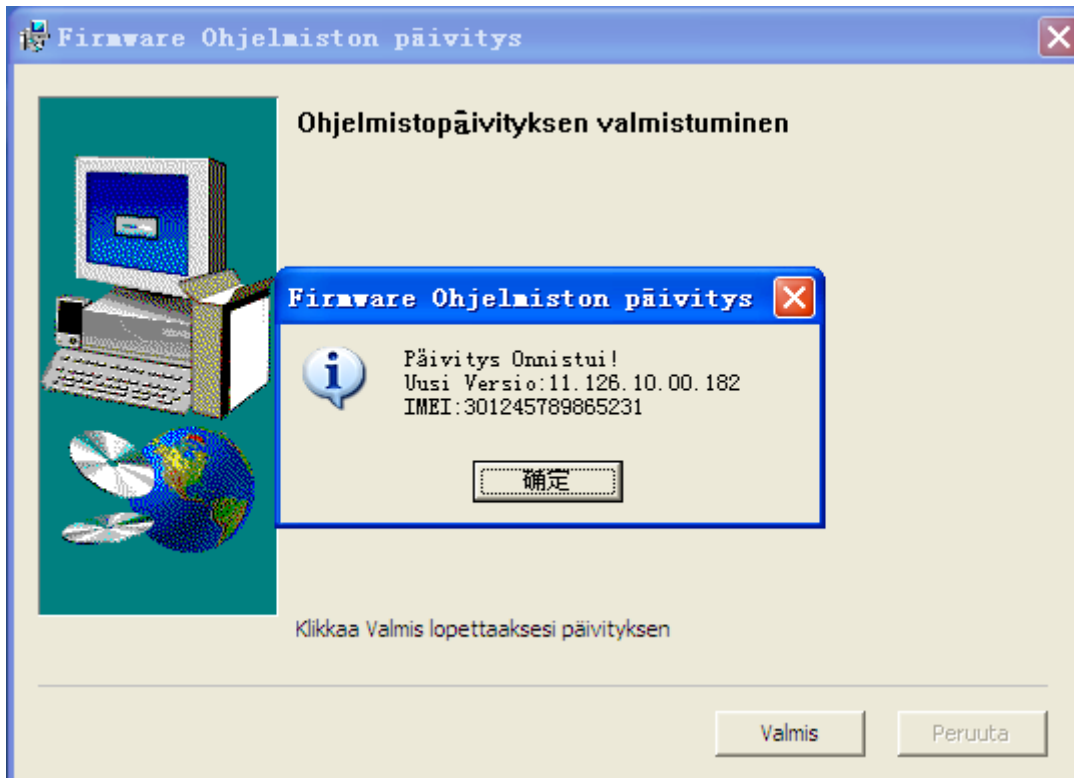 Firmware Ohjelmiston päivitys
Ohjelmistopäivityksen valmistuminen
Firmware Ohjelmiston päivitys
Päivitys Onnistui!
Uusi Versio:11.126.10.00.182
IMEI:301245789865231
确定
Klikkaa Valmis lopettaaksesi päivityksen
Valmis
Peruuta